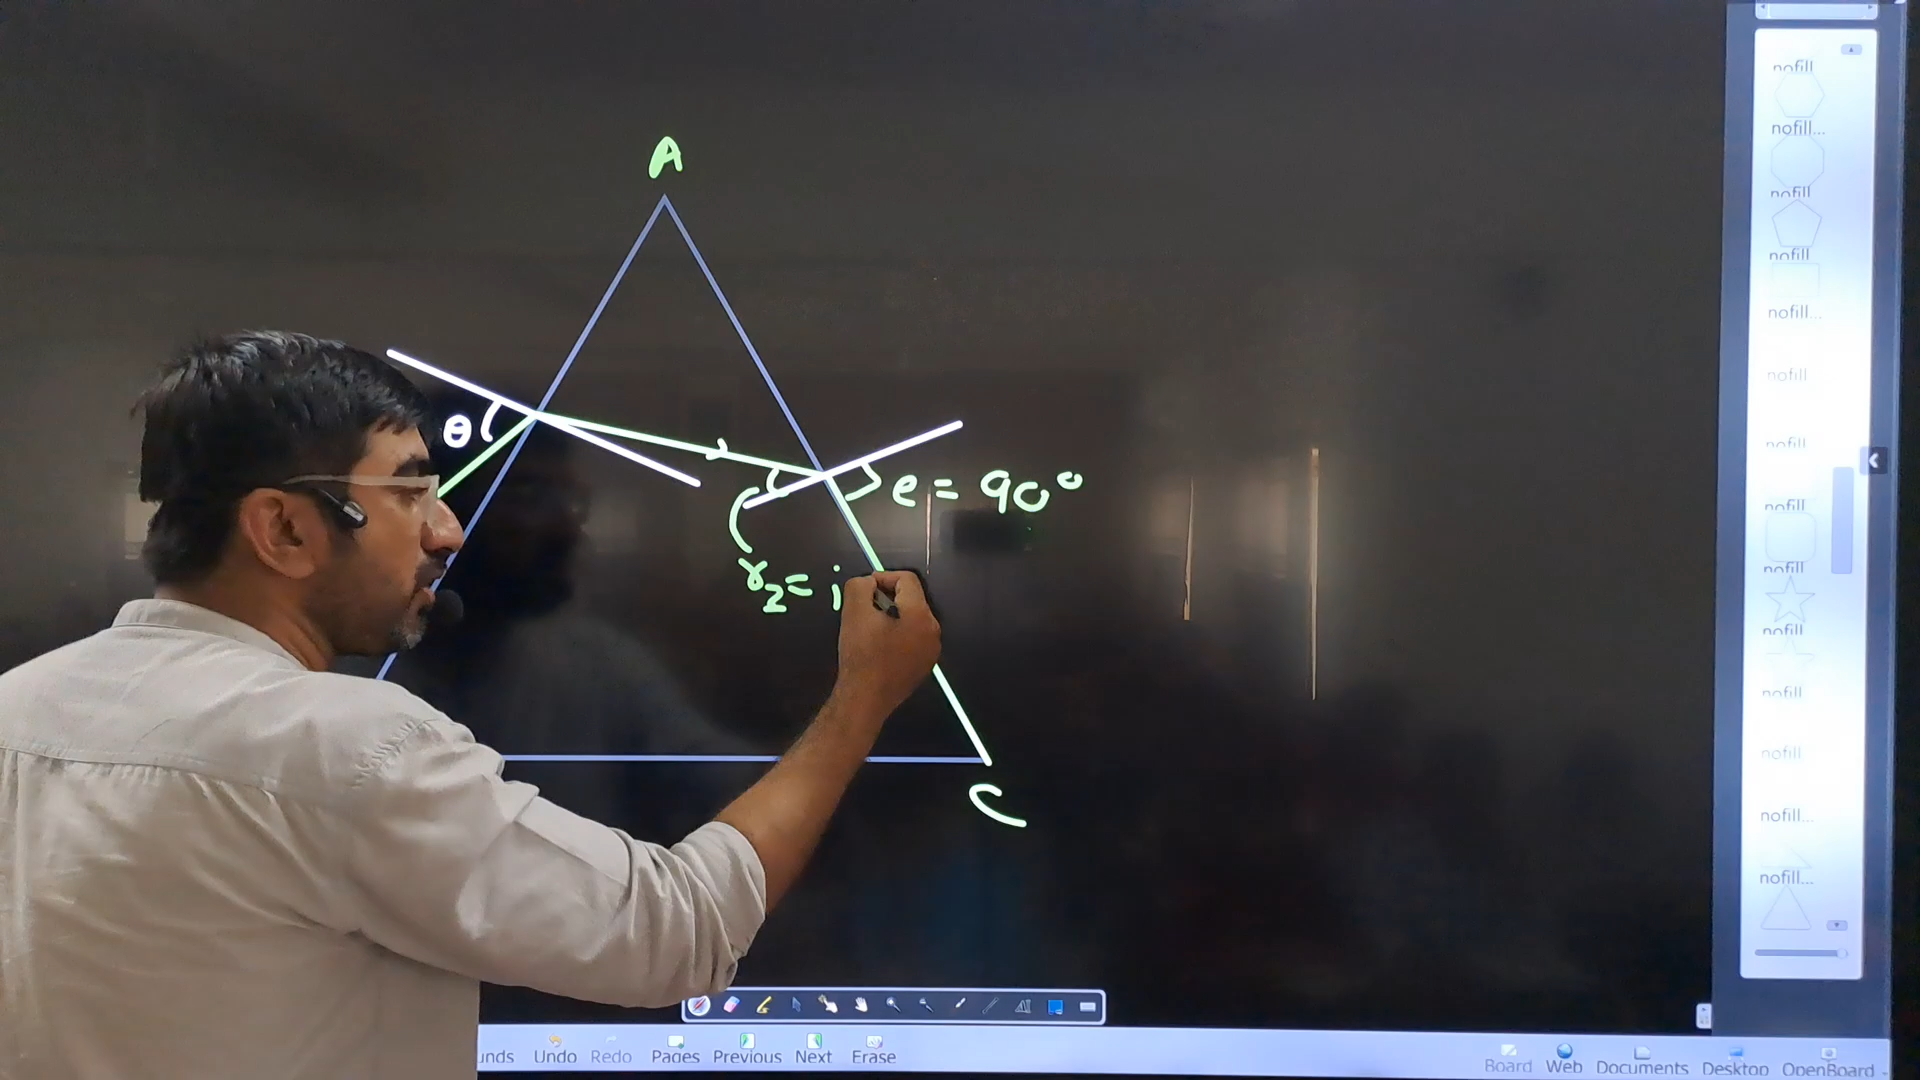 A
θ
e = 90°
r2 = i
C
nofill
nofill...
nofill
nofill
nofill...
nofill
nofill
nofill
nofill
nofill
nofill
nofill
nofill...
nofill...
unds Undo Redo Pages Previous Next Erase
Board Web Documents Desktop OpenBoard